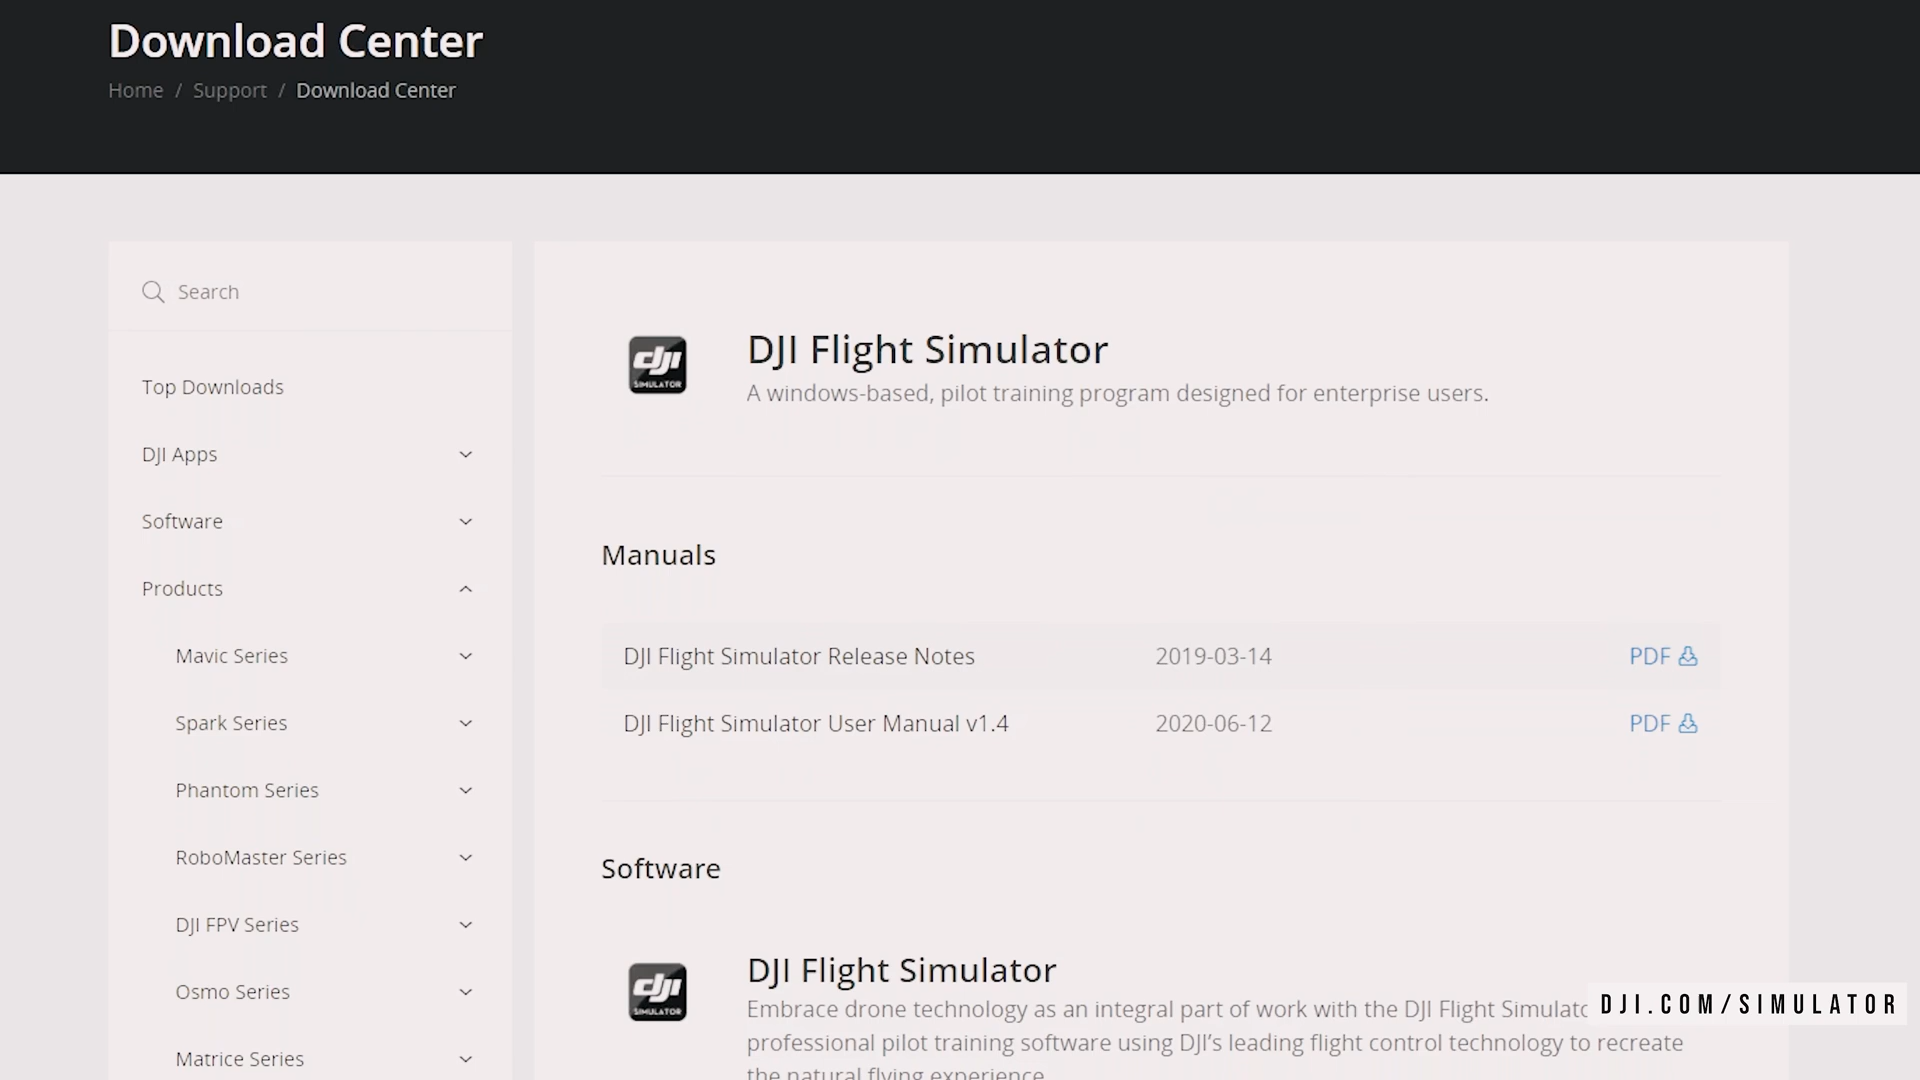 Download Center
Home / Support / Download Center
Search
Top Downloads
DJI Apps
Software
Products
Mavic Series
Spark Series
Phantom Series
RoboMaster Series
DJI FPV Series
Osmo Series
Matrice Series
dji
SIMULATOR
DJI Flight Simulator
A windows-based, pilot training program designed for enterprise users.
Manuals
DJI Flight Simulator Release Notes 2019-03-14 PDF
DJI Flight Simulator User Manual v1.4 2020-06-12 PDF
Software
dji
SIMULATOR
DJI Flight Simulator
Embrace drone technology as an integral part of work with the DJI Flight
professional pilot training software using DJI’s leading flight control technology to recreate
the natural flying experience
DJI.COM/SIMULATOR